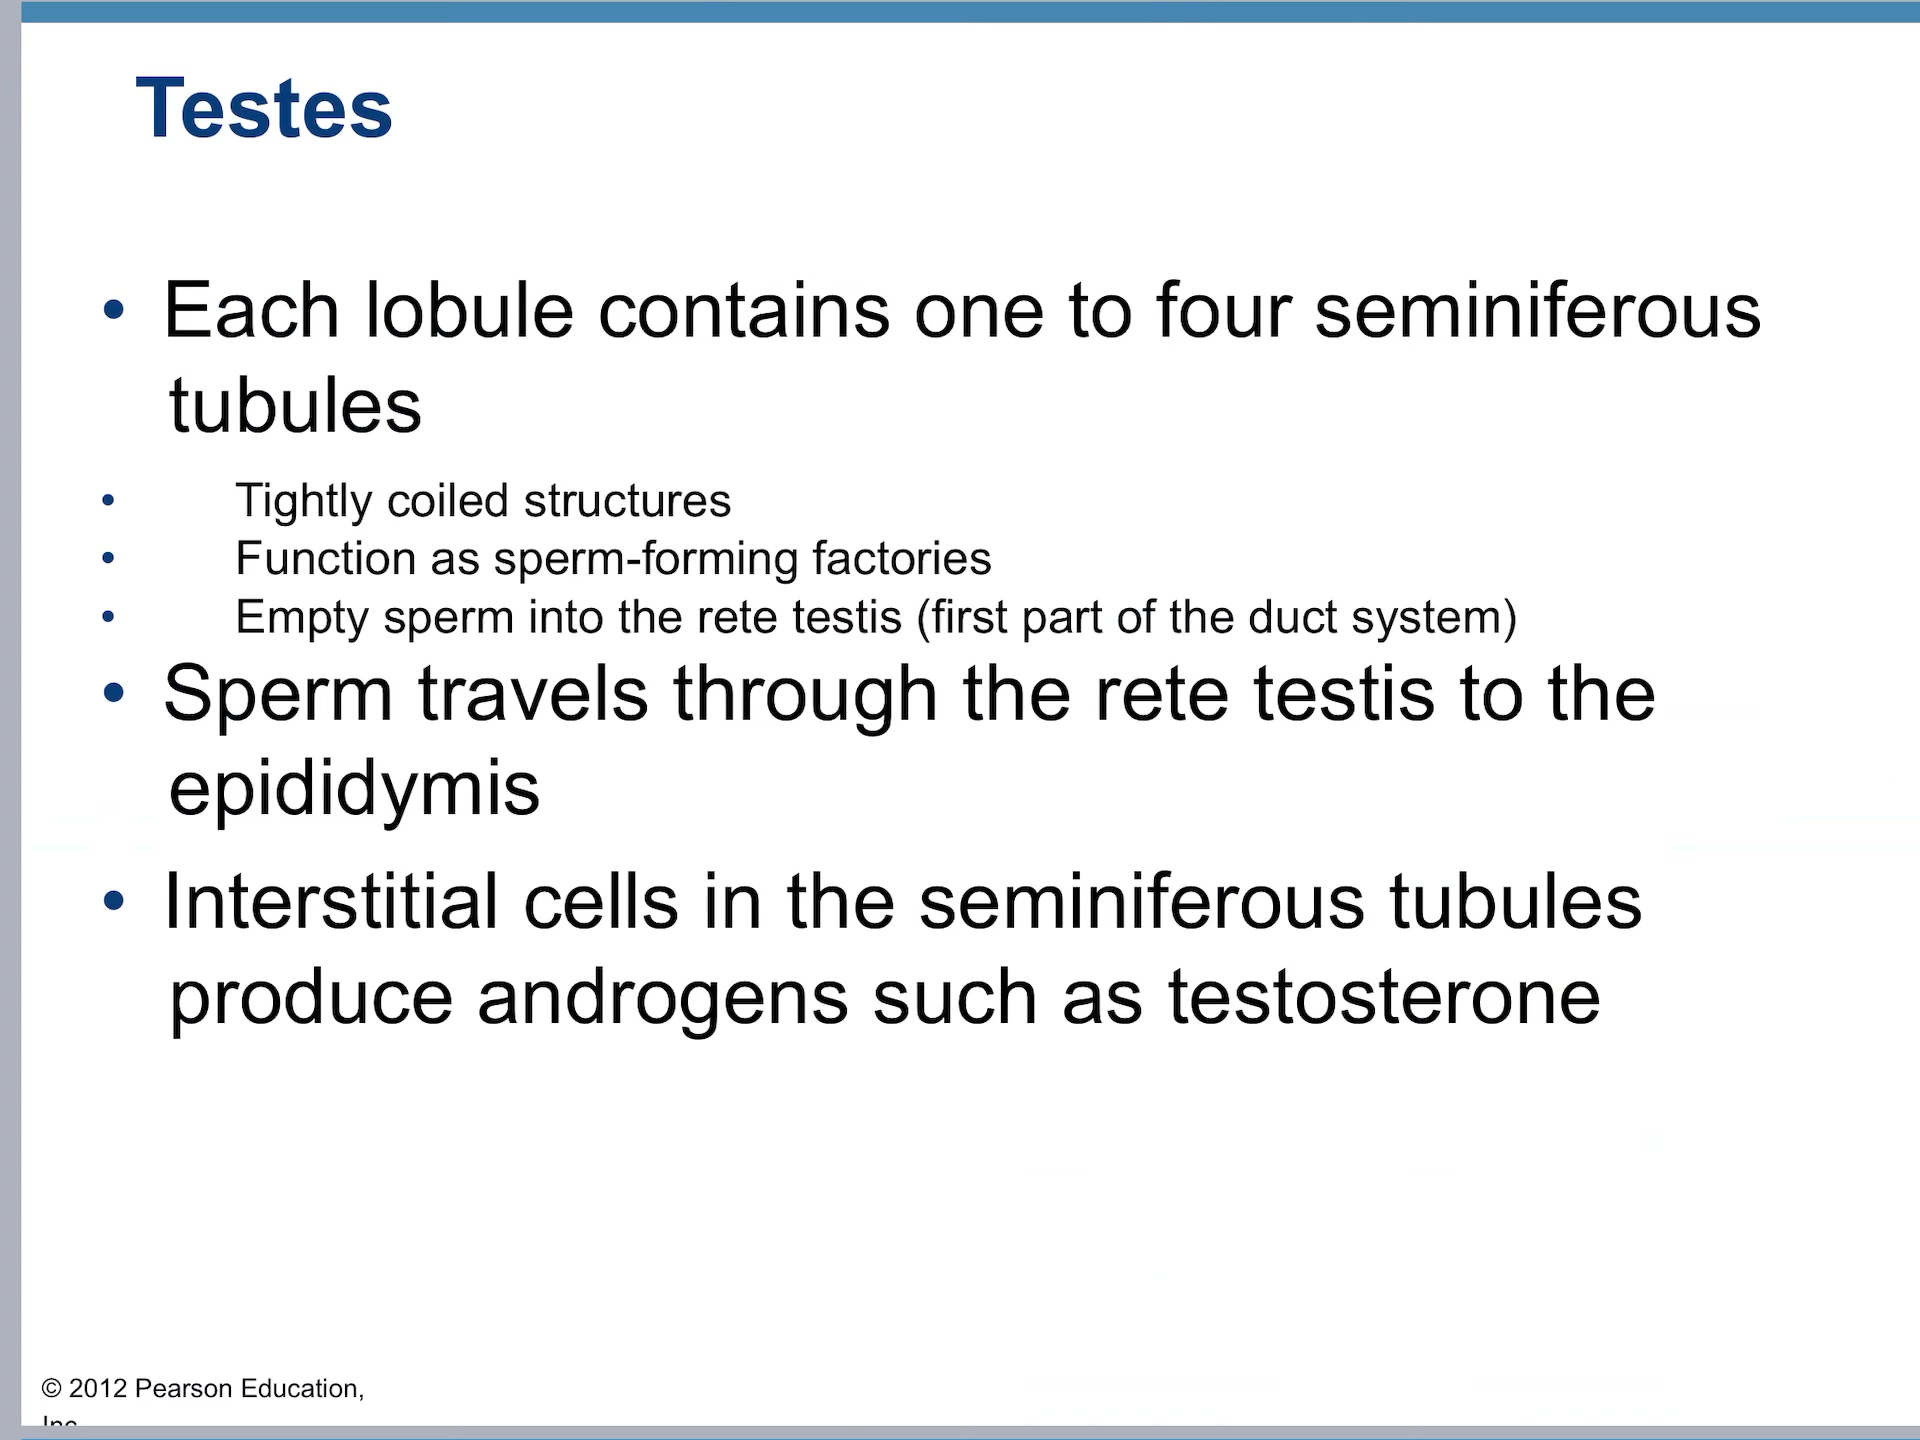 Testes
• Each lobule contains one to four seminiferous
tubules
• Tightly coiled structures
• Function as sperm-forming factories
• Empty sperm into the rete testis (first part of the duct system)
• Sperm travels through the rete testis to the
epididymis
• Interstitial cells in the seminiferous tubules
produce androgens such as testosterone
© 2012 Pearson Education,
Inc